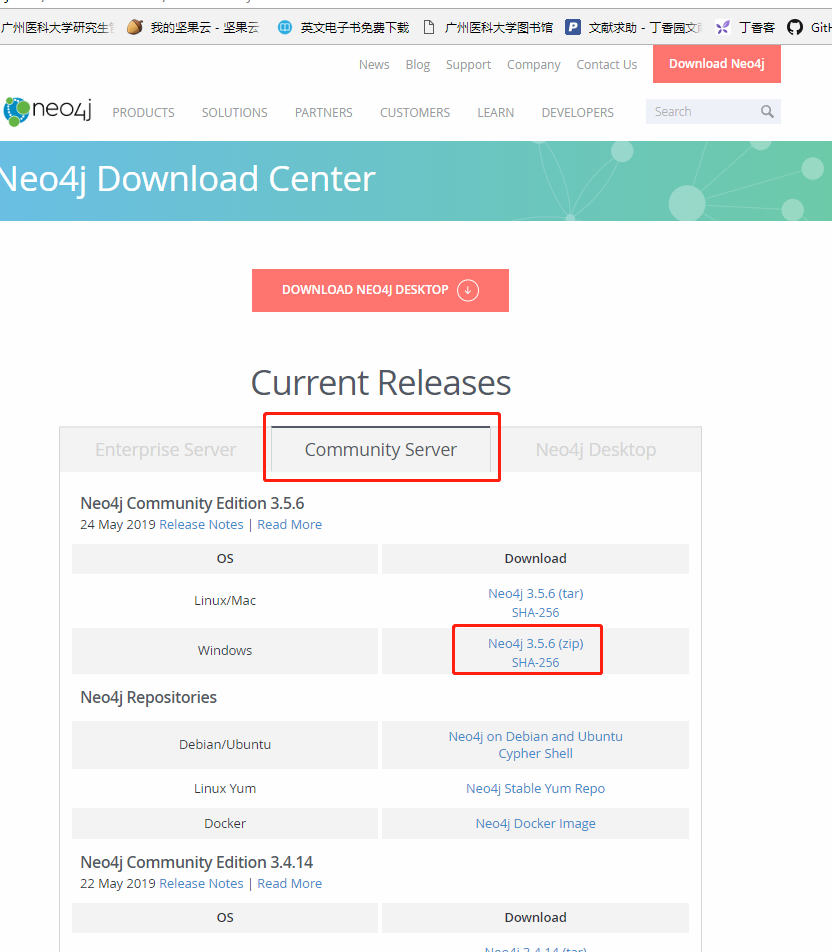 广州医科大学研究生 我的坚果云 - 坚果云 英文电子书免费下载 广州医科大学图书馆 文献求助 - 丁香园文 丁香客
News Blog Support Company Contact Us Download Neo4j
neo4j PRODUCTS SOLUTIONS PARTNERS CUSTOMERS LEARN DEVELOPERS Search
Neo4j Download Center
DOWNLOAD NEO4J DESKTOP
Current Releases
Enterprise Server Community Server Neo4j Desktop
Neo4j Community Edition 3.5.6
24 May 2019 Release Notes | Read More
OS Download
Linux/Mac Neo4j 3.5.6 (tar)
SHA-256
Windows Neo4j 3.5.6 (zip)
SHA-256
Neo4j Repositories
Debian/Ubuntu Neo4j on Debian and Ubuntu
Cypher Shell
Linux Yum Neo4j Stable Yum Repo
Docker Neo4j Docker Image
Neo4j Community Edition 3.4.14
22 May 2019 Release Notes | Read More
OS Download
Neo4j 3.4.14 (tar)